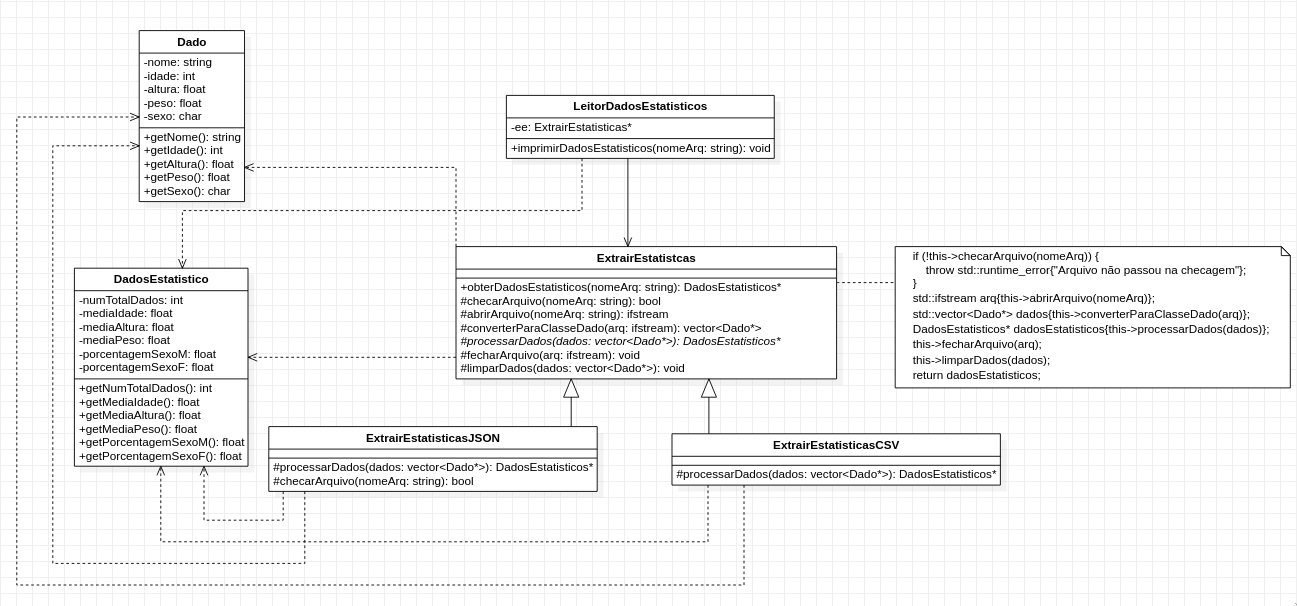 Dado
-nome: string
-idade: int
-altura: float
-peso: float
-sexo: char
+getNome(): string
+getIdade(): int
+getAltura(): float
+getPeso(): float
+getSexo(): char
LeitorDadosEstatisticos
-ee: ExtrairEstatisticas*
+imprimirDadosEstatisticos(nomeArq: string): void
DadosEstatistico
-numTotalDados: int
-mediaIdade: float
-mediaAltura: float
-mediaPeso: float
-porcentagemSexoM: float
-porcentagemSexoF: float
+getNumTotalDados(): int
+getMediaIdade(): float
+getMediaAltura(): float
+getMediaPeso(): float
+getPorcentagemSexoM(): float
+getPorcentagemSexoF(): float
ExtrairEstatistcas
+obterDadosEstatisticos(nomeArq: string): DadosEstatisticos*
#checarArquivo(nomeArq: string): bool
#abrirArquivo(nomeArq: string): ifstream
#converterParaClasseDado(arq: ifstream): vector<Dado*>
#processarDados(dados: vector<Dado*>): DadosEstatisticos*
#fecharArquivo(arq: ifstream): void
#limparDados(dados: vector<Dado*>): void
if (!this->checarArquivo(nomeArq)) {
throw std::runtime_error{"Arquivo não passou na checagem"};
}
std::ifstream arq{this->abrirArquivo(nomeArq)};
std::vector<Dado*> dados{this->converterParaClasseDado(arq)};
DadosEstatisticos* dadosEstatisticos{this->processarDados(dados)};
this->fecharArquivo(arq);
this->limparDados(dados);
return dadosEstatisticos;
ExtrairEstatisticasJSON
#processarDados(dados: vector<Dado*>): DadosEstatisticos*
#checarArquivo(nomeArq: string): bool
ExtrairEstatisticasCSV
#processarDados(dados: vector<Dado*>): DadosEstatisticos*